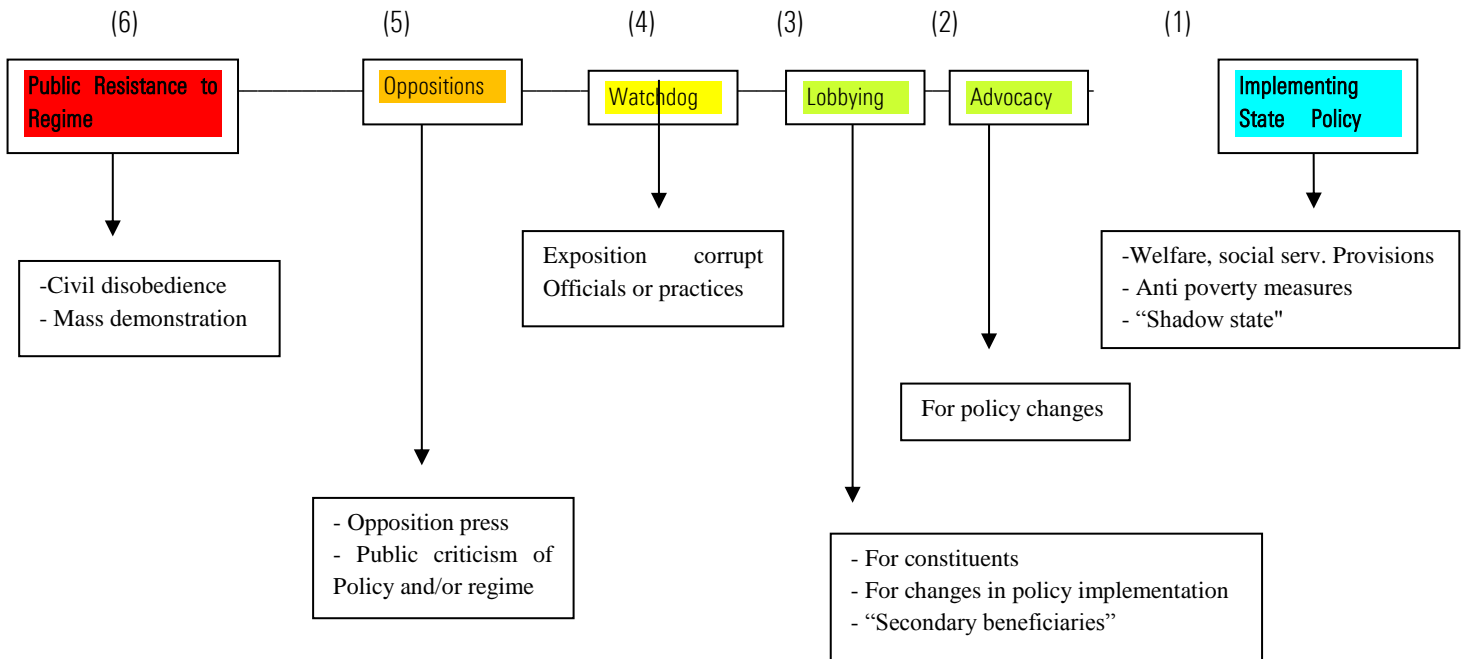 (6) (5) (4) (3) (2) (1)
Public Resistance to
Regime
Oppositions
Watchdog
Lobbying
Advocacy
Implementing
State Policy
-Civil disobedience
- Mass demonstration
Exposition corrupt
Officials or practices
-Welfare, social serv. Provisions
- Anti poverty measures
- “Shadow state"
For policy changes
- Opposition press
- Public criticism of
Policy and/or regime
- For constituents
- For changes in policy implementation
- “Secondary beneficiaries”